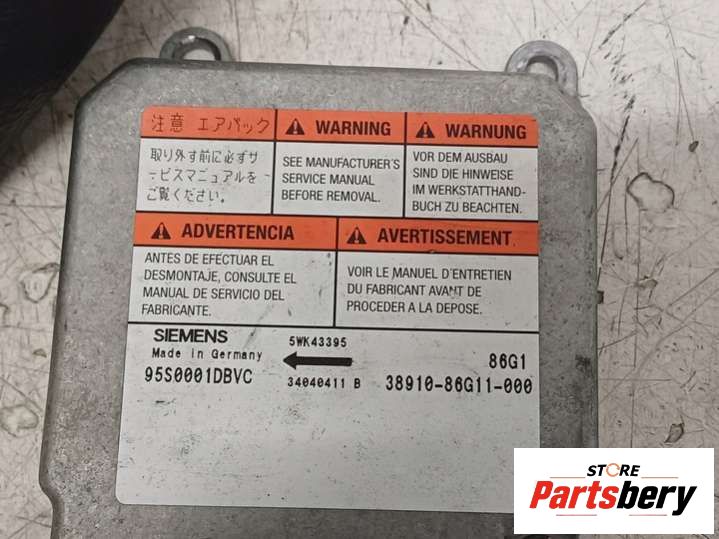 注意 エアバック
取り外す前に必ずサ
ービスマニュアルを
ご覧ください。
WARNING
SEE MANUFACTURER'S
SERVICE MANUAL
BEFORE REMOVAL.
WARNUNG
VOR DEM AUSBAU
SIND DIE HINWEISE
IM WERKSTATTHAND-
BUCH ZU BEACHTEN.
ADVERTENCIA
ANTES DE EFECTUAR EL
DESMONTAJE, CONSULTE EL
MANUAL DE SERVICIO DEL
FABRICANTE.
AVERTISSEMENT
VOIR LE MANUEL D'ENTRETIEN
DU FABRICANT AVANT DE
PROCEDER A LA DEPOSE.
SIEMENS
Made in Germany
95S0001DBVC
5WK43395
34040411 B
86G1
38910-86G11-000
STORE
Partsbery